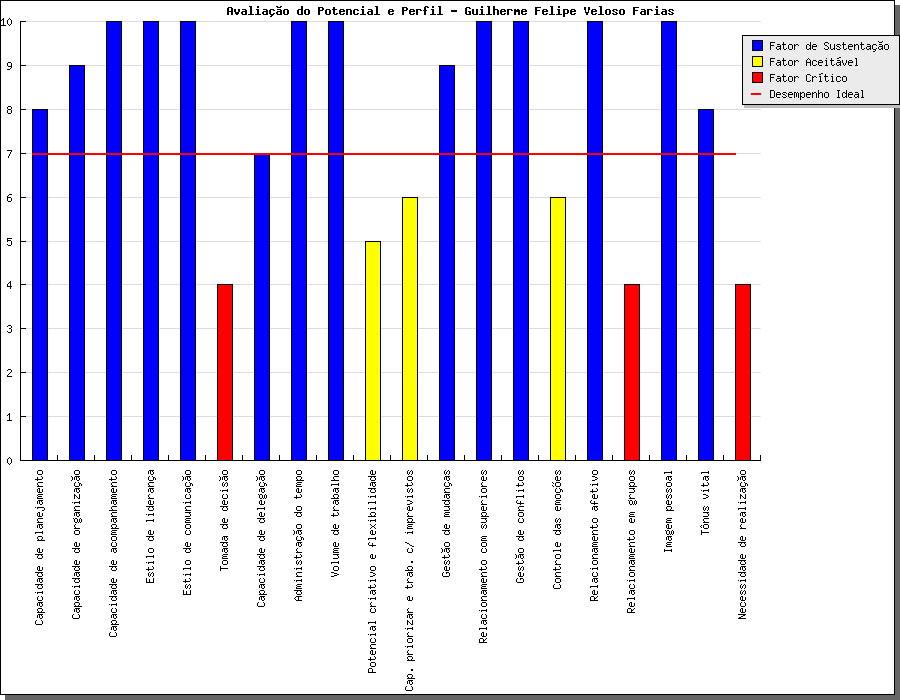 Avaliação do Potencial e Perfil - Guilherme Felipe Veloso Farias
Fator de Sustentação
Fator Aceitável
Fator Crítico
Desempenho Ideal
10
9
8
7
6
5
4
3
2
1
0
Capacidade de planejamento
Capacidade de organização
Capacidade de acompanhamento
Estilo de liderança
Estilo de comunicação
Tomada de decisão
Capacidade de delegação
Administração do tempo
Volume de trabalho
Potencial criativo e flexibilidade
Cap. priorizar e trab. c/ imprevistos
Gestão de mudanças
Relacionamento com superiores
Gestão de conflitos
Controle das emoções
Relacionamento afetivo
Relacionamento em grupos
Imagem pessoal
Tônus vital
Necessidade de realização